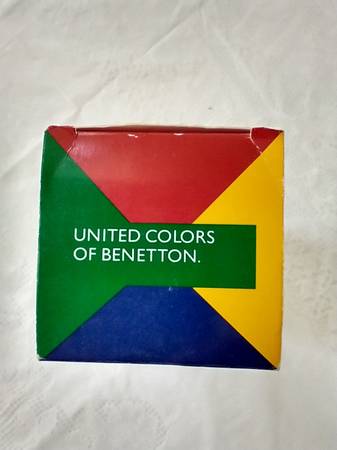 UNITED COLORS
OF BENETTON.